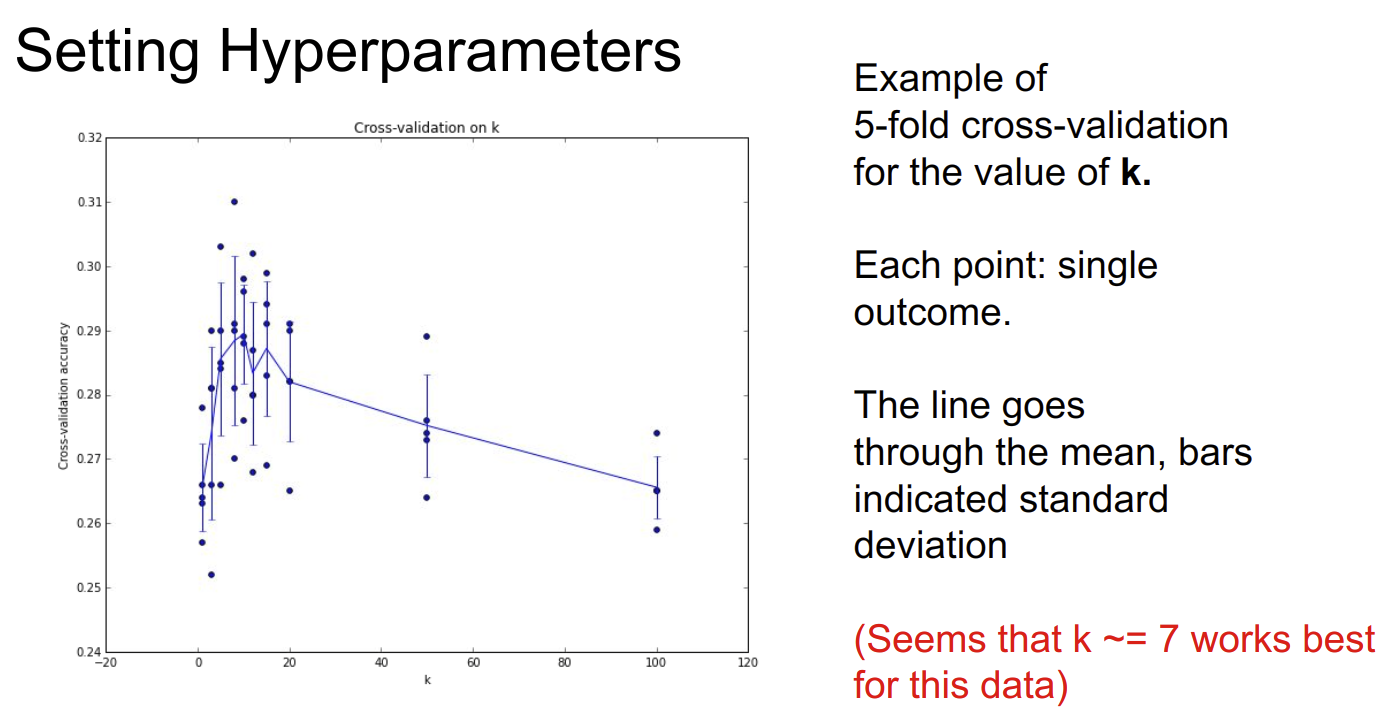 Setting Hyperparameters
Cross-validation on k
0.32
0.31
0.30
0.29
0.28
0.27
0.26
0.25
0.24
Cross-validation accuracy
−20
0
20
40
60
80
100
120
k
Example of
5-fold cross-validation
for the value of k.
Each point: single
outcome.
The line goes
through the mean, bars
indicated standard
deviation
(Seems that k ~= 7 works best
for this data)